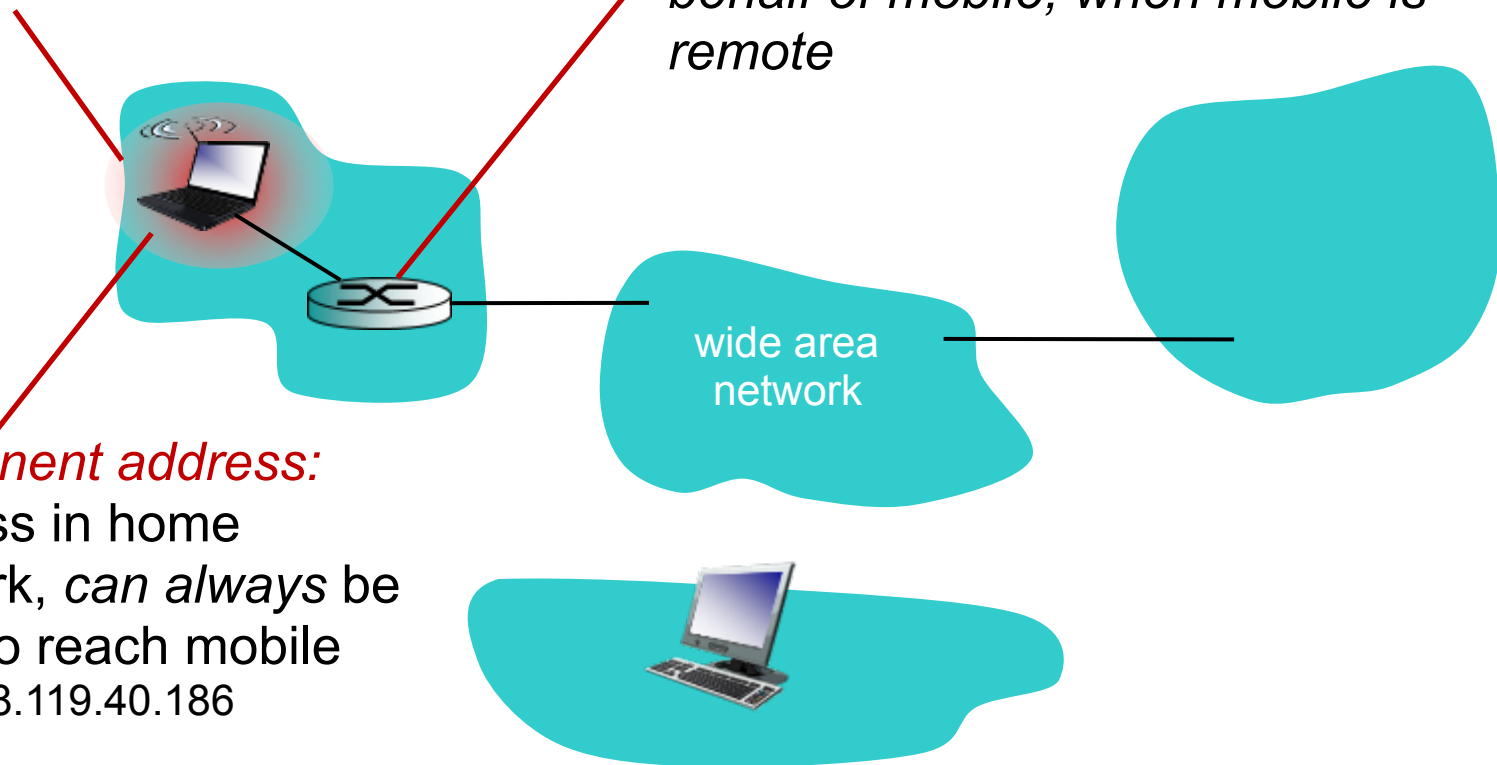 behalf of mobile, when mobile is
remote
wide area
network
nent address:
ss in home
rk, can always be
o reach mobile
3.119.40.186